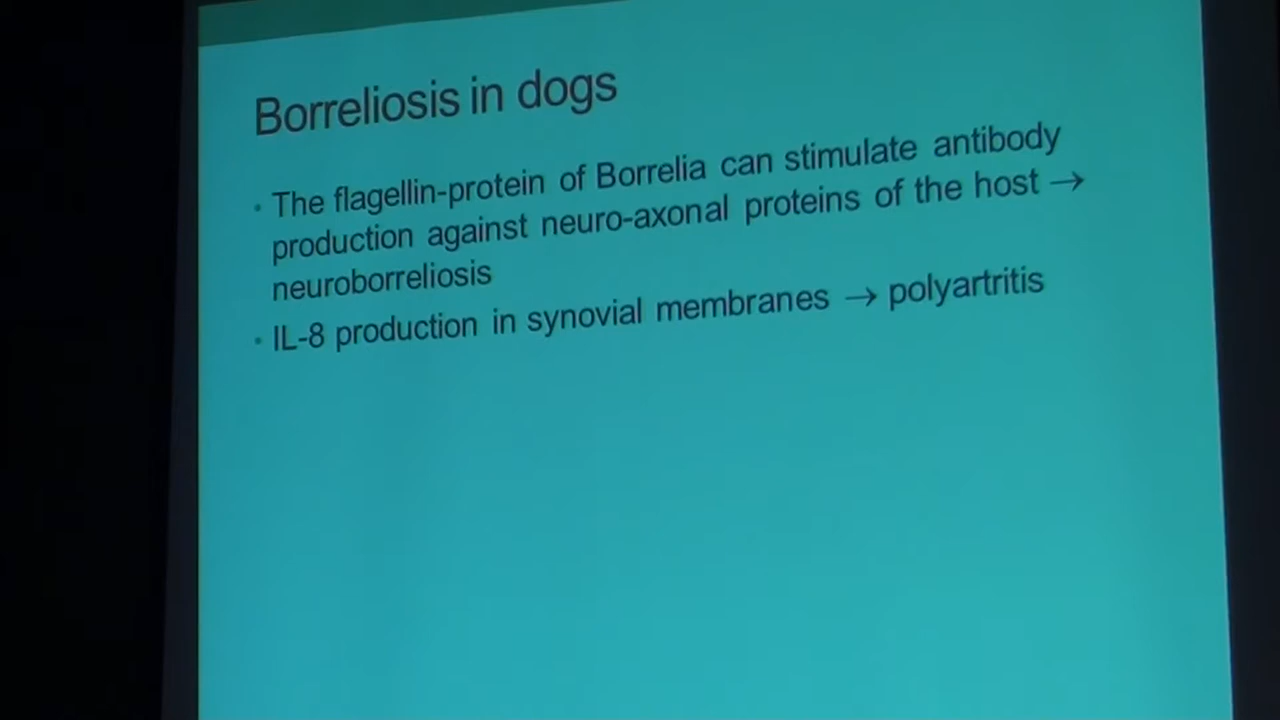 Borreliosis in dogs
• The flagellin-protein of Borrelia can stimulate antibody
production against neuro-axonal proteins of the host →
neuroborreliosis
• IL-8 production in synovial membranes → polyartritis